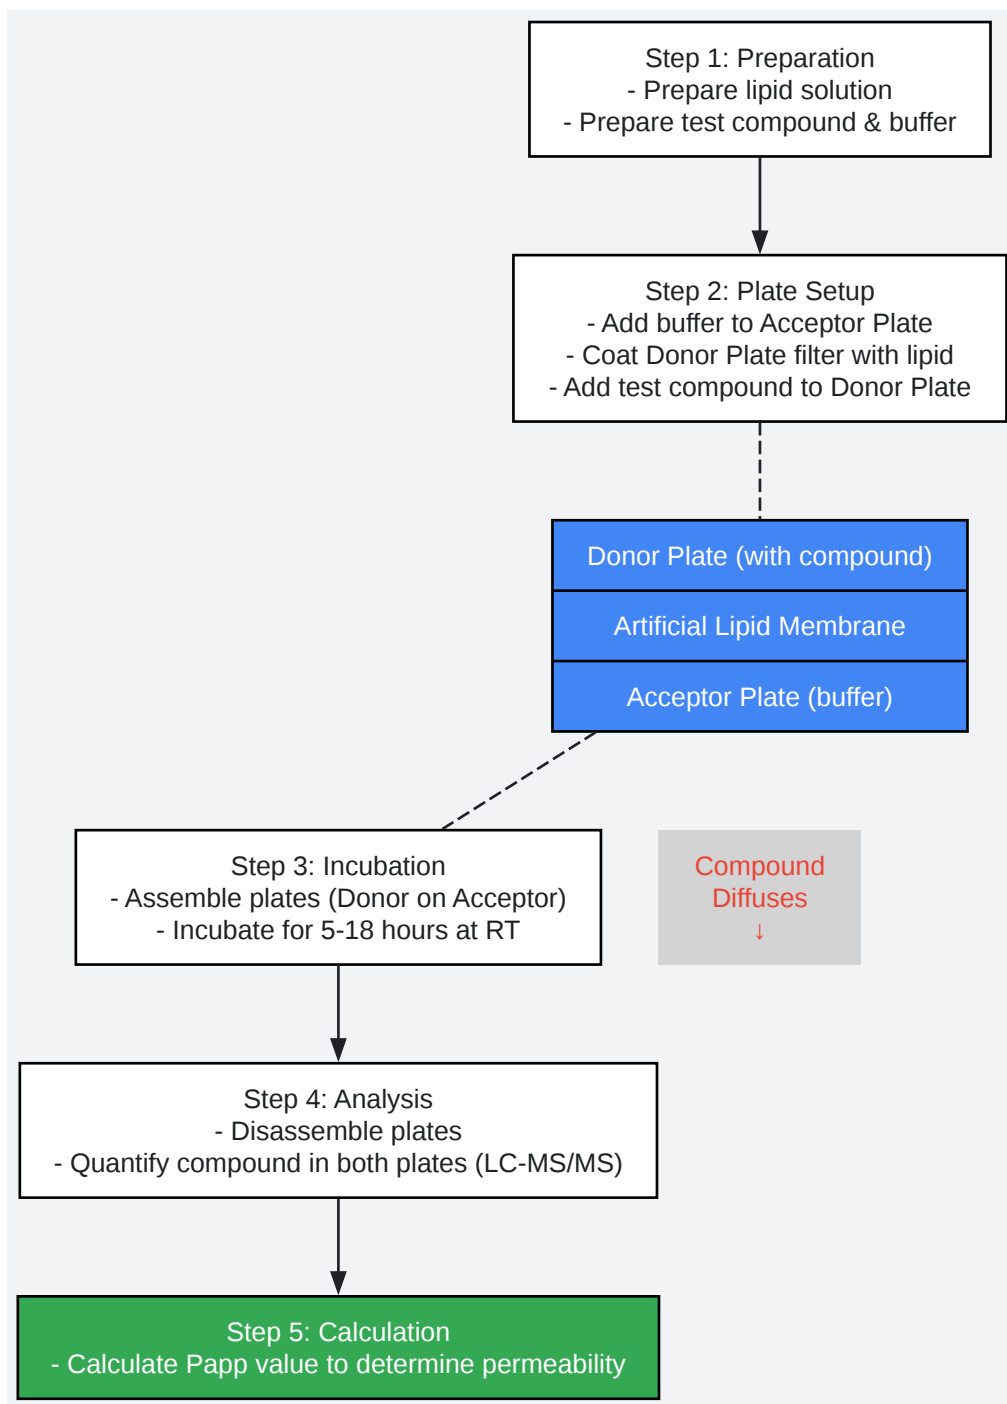 Step 1: Preparation
- Prepare lipid solution
- Prepare test compound & buffer
Step 2: Plate Setup
- Add buffer to Acceptor Plate
- Coat Donor Plate filter with lipid
- Add test compound to Donor Plate
Donor Plate (with compound)
Artificial Lipid Membrane
Acceptor Plate (buffer)
Step 3: Incubation
- Assemble plates (Donor on Acceptor)
- Incubate for 5-18 hours at RT
Compound
Diffuses
↓
Step 4: Analysis
- Disassemble plates
- Quantify compound in both plates (LC-MS/MS)
Step 5: Calculation
- Calculate Papp value to determine permeability